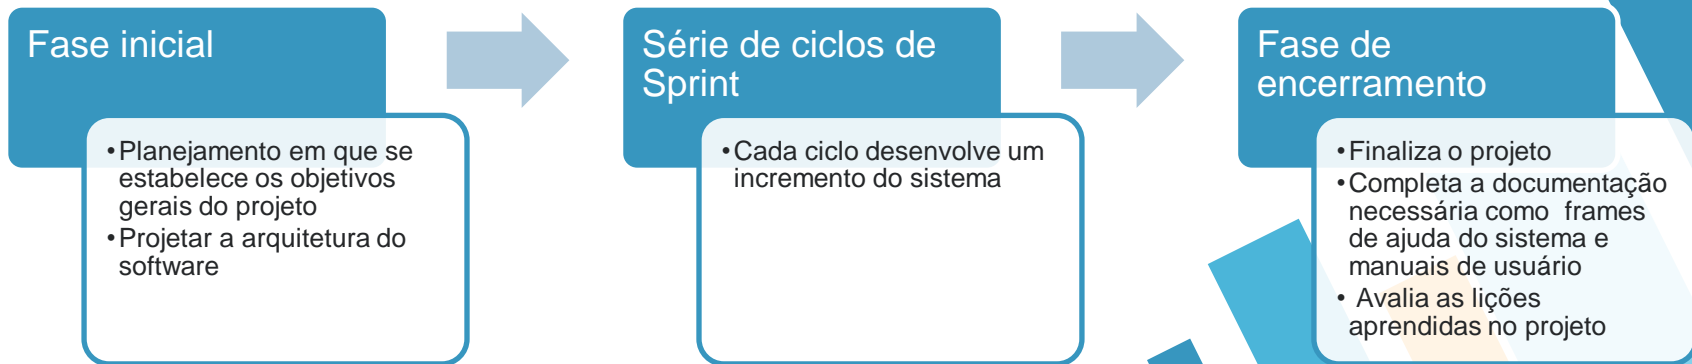 Fase inicial
•Planejamento em que se
estabelece os objetivos
gerais do projeto
•Projetar a arquitetura do
software
Série de ciclos de
Sprint
•Cada ciclo desenvolve um
incremento do sistema
Fase de
encerramento
•Finaliza o projeto
•Completa a documentação
necessária como frames
de ajuda do sistema e
manuais de usuário
• Avalia as lições
aprendidas no projeto